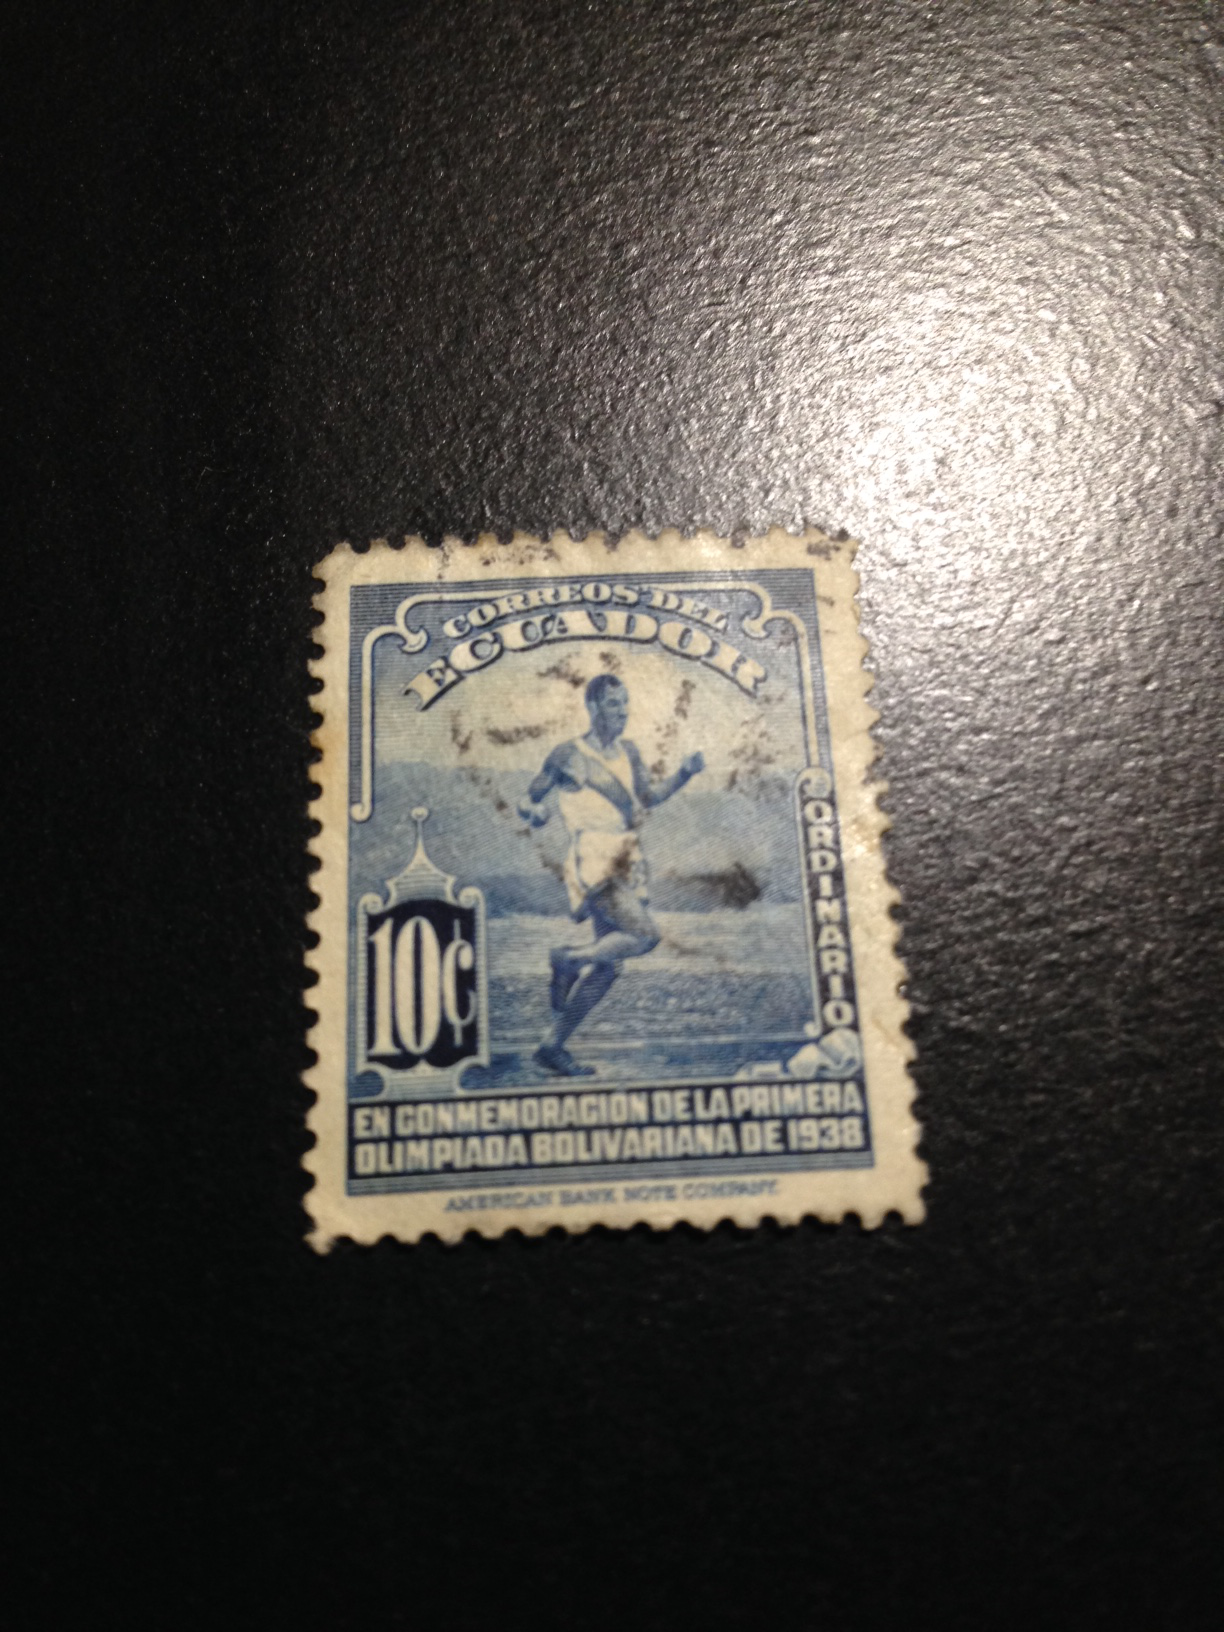 CORREOS DEL
ECUADOR
ORDINARIO
10¢
EN CONMEMORACION DE LA PRIMERA
OLIMPIADA BOLIVARIANA DE 1938
AMERICAN BANK NOTE COMPANY.